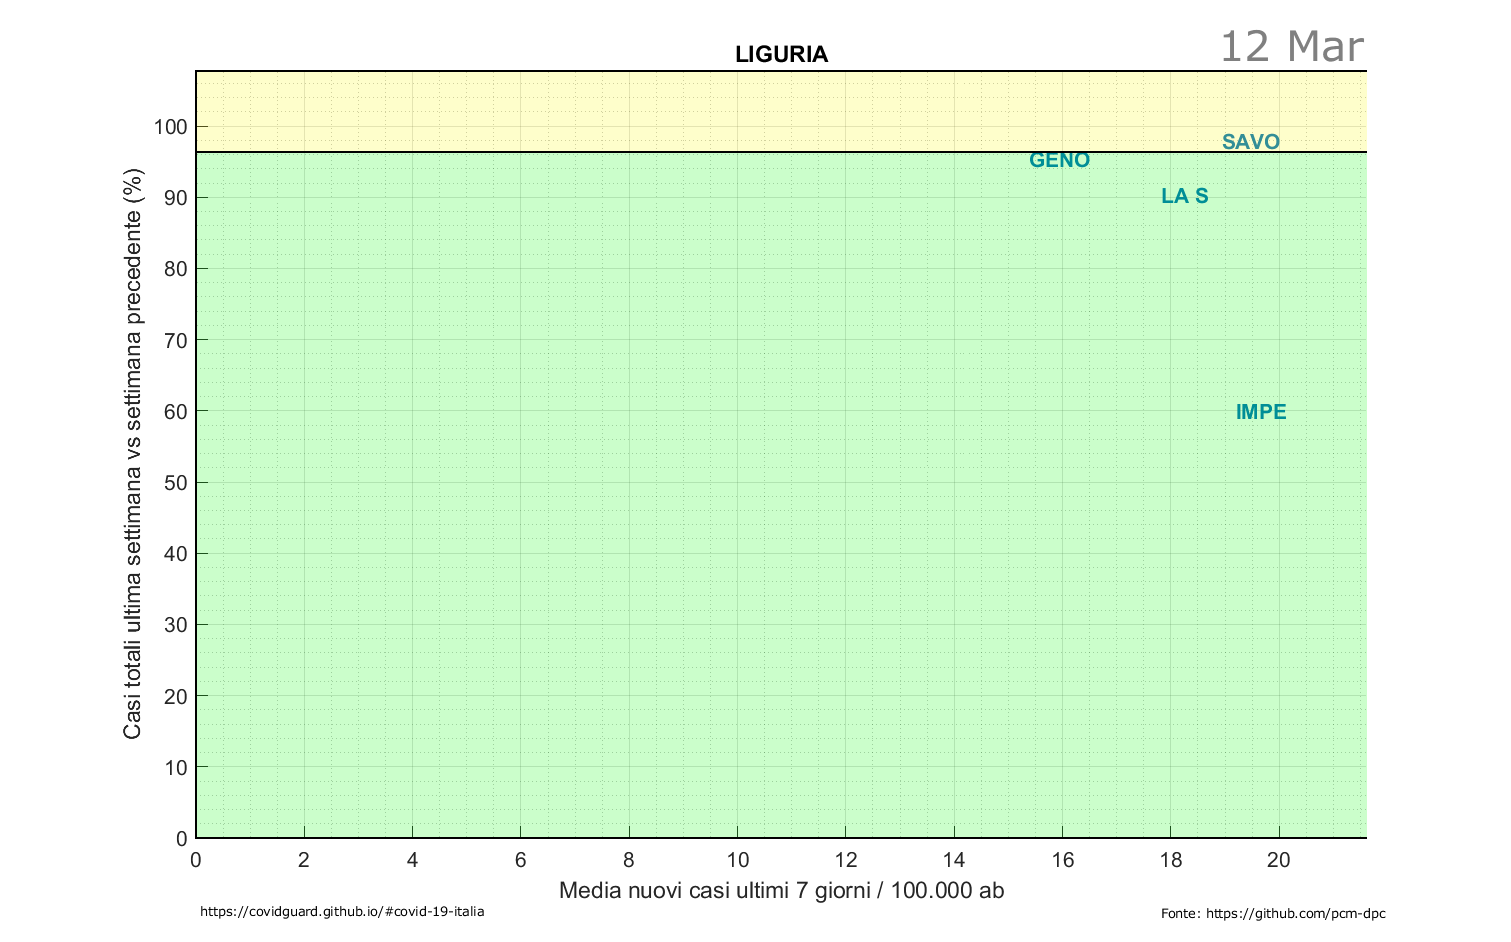 LIGURIA
12 Mar
Casi totali ultima settimana vs settimana precedente (%)
100
90
80
70
60
50
40
30
20
10
0
SAVO
GENO
LA S
IMPE
0 2 4 6 8 10 12 14 16 18 20
Media nuovi casi ultimi 7 giorni / 100.000 ab
https://covidguard.github.io/#covid-19-italia
Fonte: https://github.com/pcm-dpc